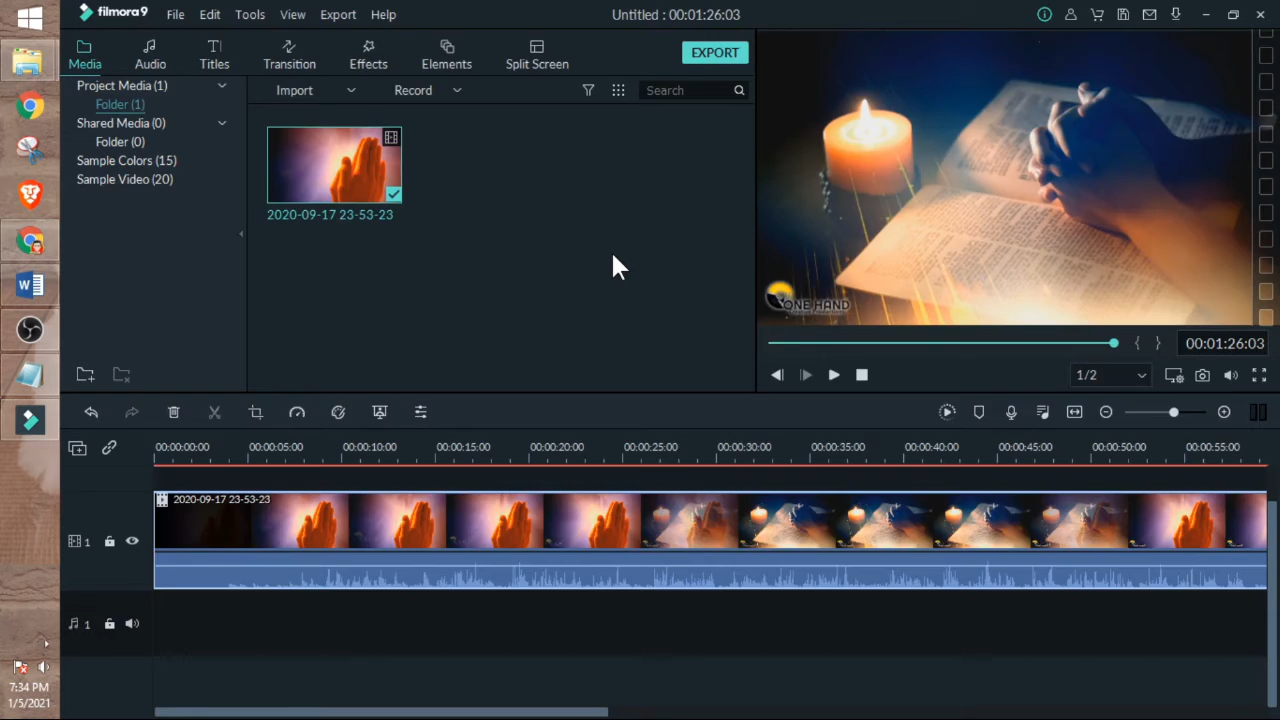 filmora9
File Edit Tools View Export Help
Untitled : 00:01:26:03
Media Audio Titles Transition Effects Elements Split Screen
EXPORT
Project Media (1)
Folder (1)
Shared Media (0)
Folder (0)
Sample Colors (15)
Sample Video (20)
Import Record Search
2020-09-17 23-53-23
ONE HAND
00:01:26:03
1/2
00:00:00:00 00:00:05:00 00:00:10:00 00:00:15:00 00:00:20:00 00:00:25:00 00:00:30:00 00:00:35:00 00:00:40:00 00:00:45:00 00:00:50:00 00:00:55:00
2020-09-17 23-53-23
1
1
7:34 PM
1/5/2021